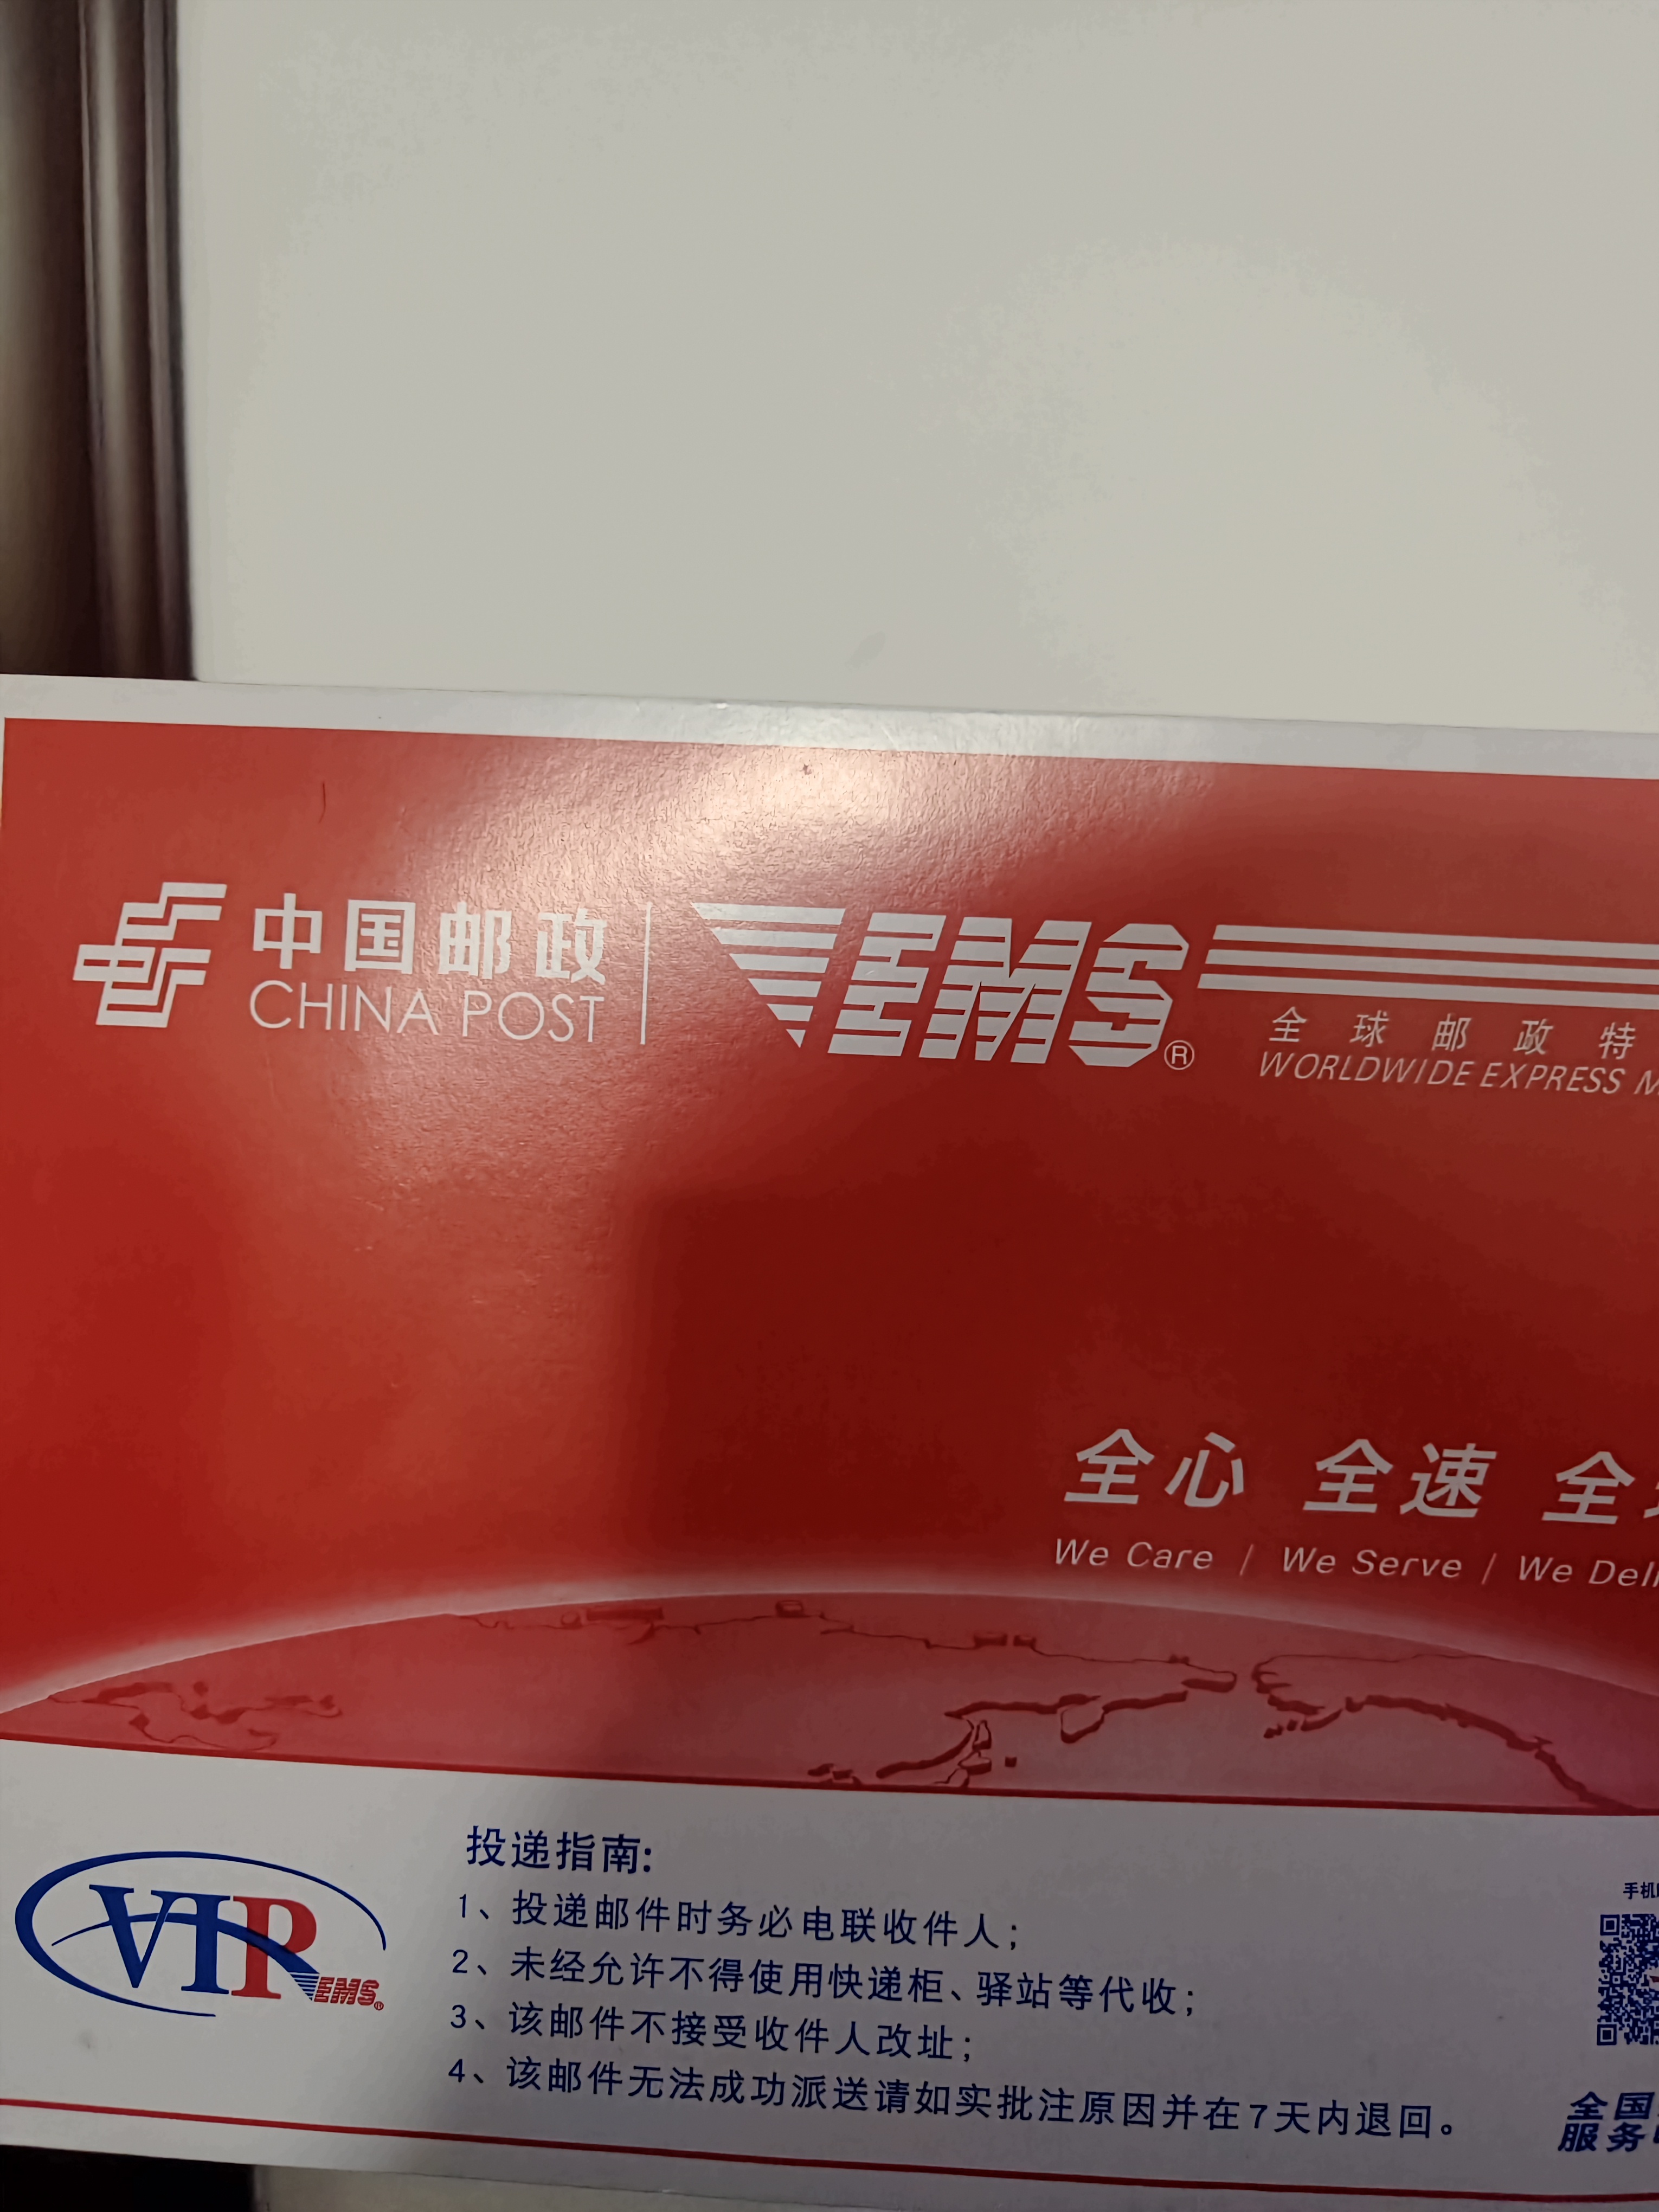 中国邮政
CHINA POST
EMS®
全球邮政特
WORLDWIDE EXPRESS
全心 全速 全
We Care / We Serve / We
VIP
EMS®
投递指南:
1、投递邮件时务必电联收件人;
2、未经允许不得使用快递柜、驿站等代收;
3、该邮件不接受收件人改址;
4、该邮件无法成功派送请如实批注原因并在7天内退回。
手机
全国
服务